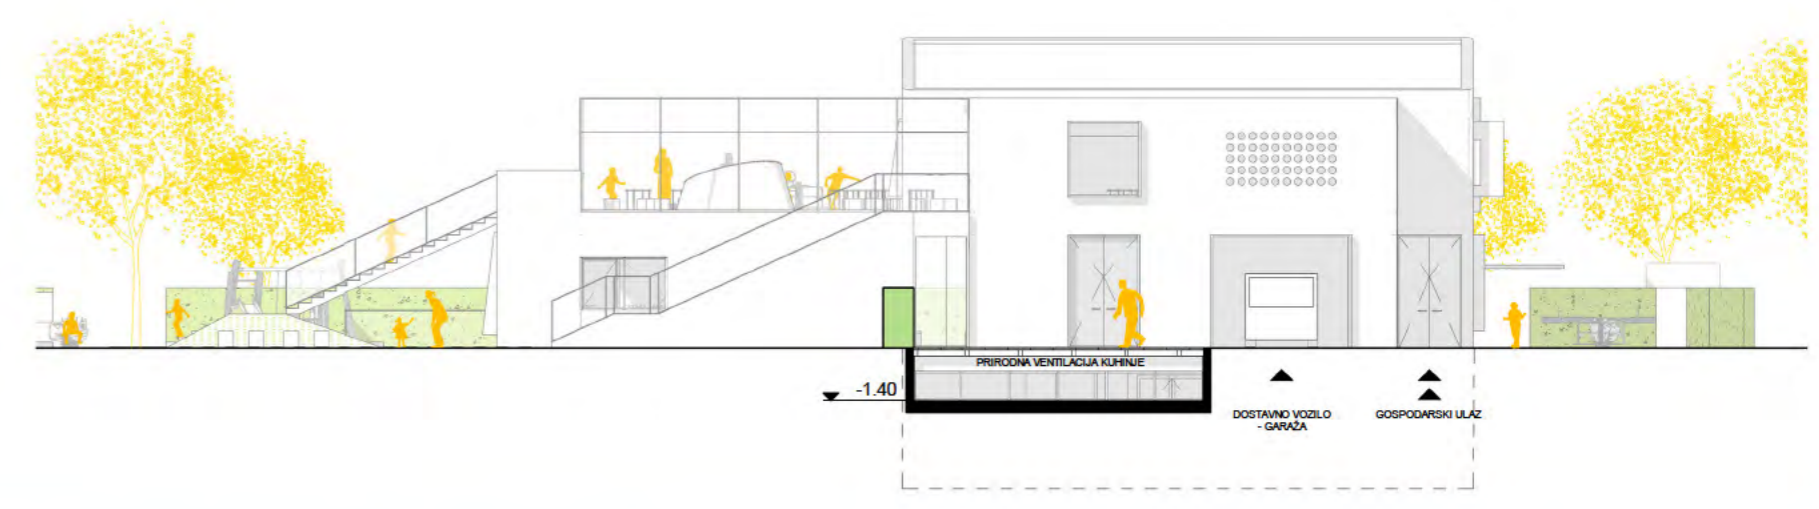 PRIRODNA VENTILACIJA KUHINJE
-1.40
DOSTAVNO VOZILO
- GARAŽA
GOSPODARSKI ULAZ